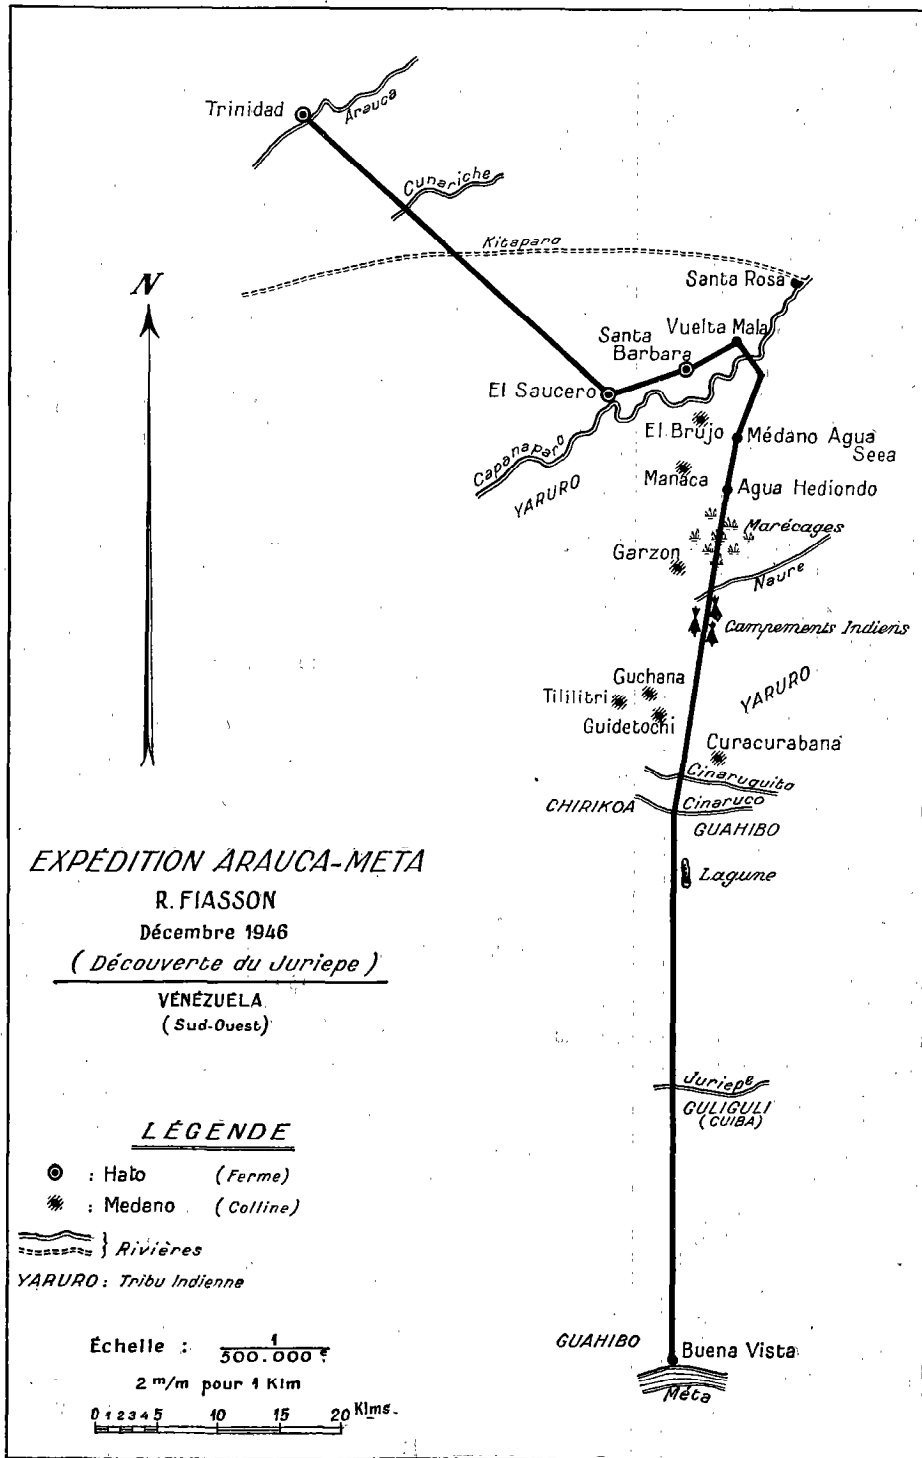 Trinidad
Arauca
Cunariche
Kitaparo
N
Santa Rosa
Vuelta Mala
Santa
Barbara
El Saucero
El Brujo
Médano Agua
Seea
Capanaparo
Manaca
YARURO
Agua Hediondo
Marécages
Garzon
Naure
Campements Indiens
Guchana
YARURO
Tililitri
Guidetochi
Curacurabana
Cinaruquito
CHIRIKOA
Cinaruco
GUAHIBO
Lagune
EXPÉDITION ARAUCA-META
R. FIASSON
Décembre 1946
(Découverte du Juriepe)
VÉNÉZUELA
(Sud-Ouest)
Juriepe
GULIGULI
(CUIBA)
LÉGENDE
: Hato (Ferme)
: Medano (Colline)
} Rivières
YARURO : Tribu Indienne
Échelle : 1
500.000e
2 m/m pour 1 Klm
0 1 2 3 4 5 10 15 20 Klms.
GUAHIBO
Buena Vista
Méta